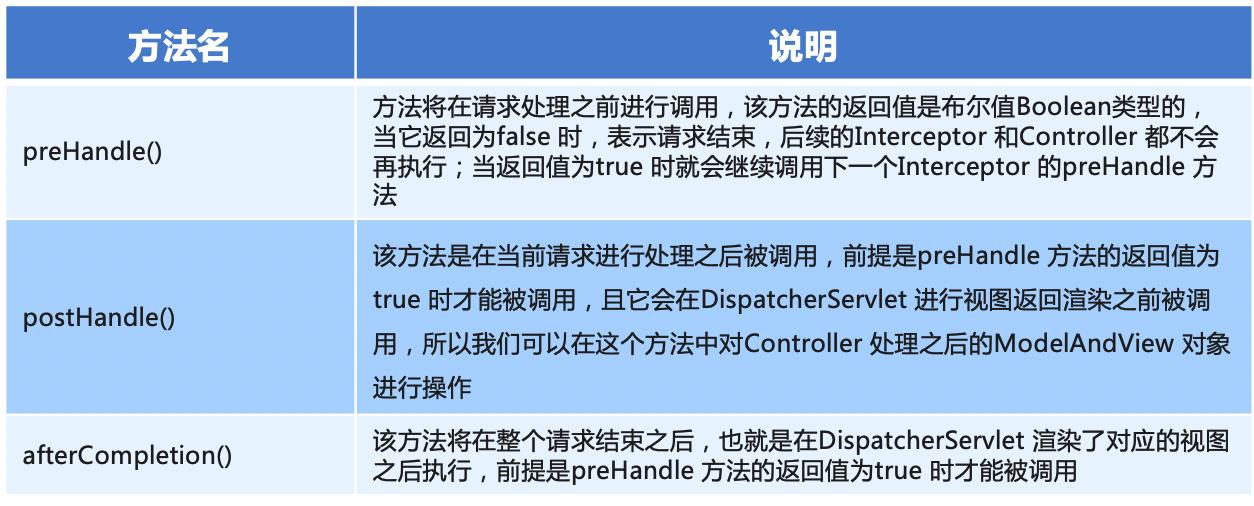 方法名
说明
preHandle()
方法将在请求处理之前进行调用，该方法的返回值是布尔值Boolean类型的，
当它返回为false 时，表示请求结束，后续的Interceptor 和Controller 都不会
再执行；当返回值为true 时就会继续调用下一个Interceptor 的preHandle 方
法
postHandle()
该方法是在当前请求进行处理之后被调用，前提是preHandle 方法的返回值为
true 时才能被调用，且它会在DispatcherServlet 进行视图返回渲染之前被调
用，所以我们可以在这个方法中对Controller 处理之后的ModelAndView 对象
进行操作
afterCompletion()
该方法将在整个请求结束之后，也就是在DispatcherServlet 渲染了对应的视图
之后执行，前提是preHandle 方法的返回值为true 时才能被调用